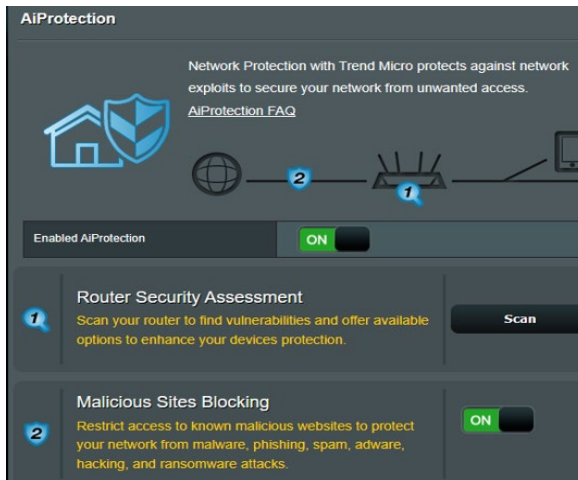 AiProtection
Network Protection with Trend Micro protects against network
exploits to secure your network from unwanted access.
AiProtection FAQ
2
1
Enabled AiProtection
ON
1
Router Security Assessment
Scan your router to find vulnerabilities and offer available
options to enhance your devices protection.
Scan
2
Malicious Sites Blocking
Restrict access to known malicious websites to protect
your network from malware, phishing, spam, adware,
hacking, and ransomware attacks.
ON